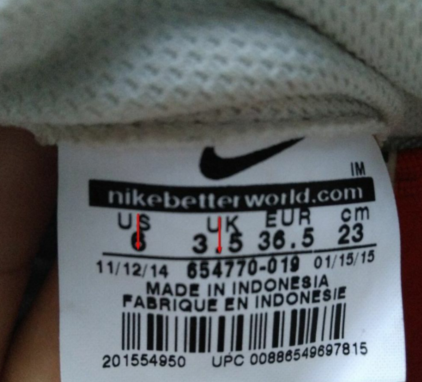 IM
nikebetterworld.com
US UK EUR cm
6 3.5 36.5 23
11/12/14 654770-019 01/15/15
MADE IN INDONESIA
FABRIQUE EN INDONESIE
201554950 UPC 00886549697815